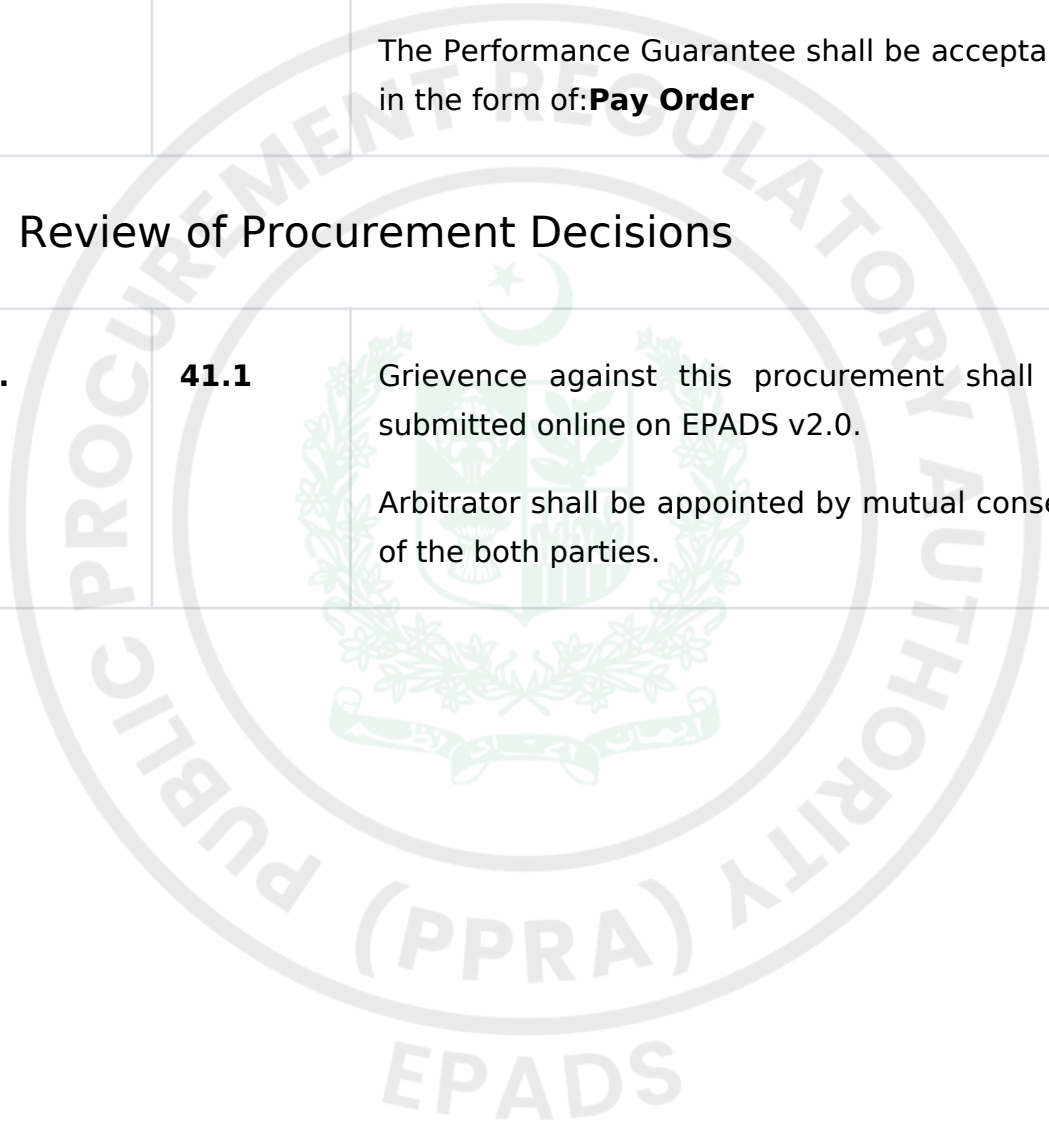 The Performance Guarantee shall be accepta
in the form of:Pay Order
Review of Procurement Decisions
. 41.1 Grievence against this procurement shall
submitted online on EPADS v2.0.
Arbitrator shall be appointed by mutual conse
of the both parties.
PUBLIC PROCUREMENT REGULATORY AUTHORITY
(PPRA)
EPADS